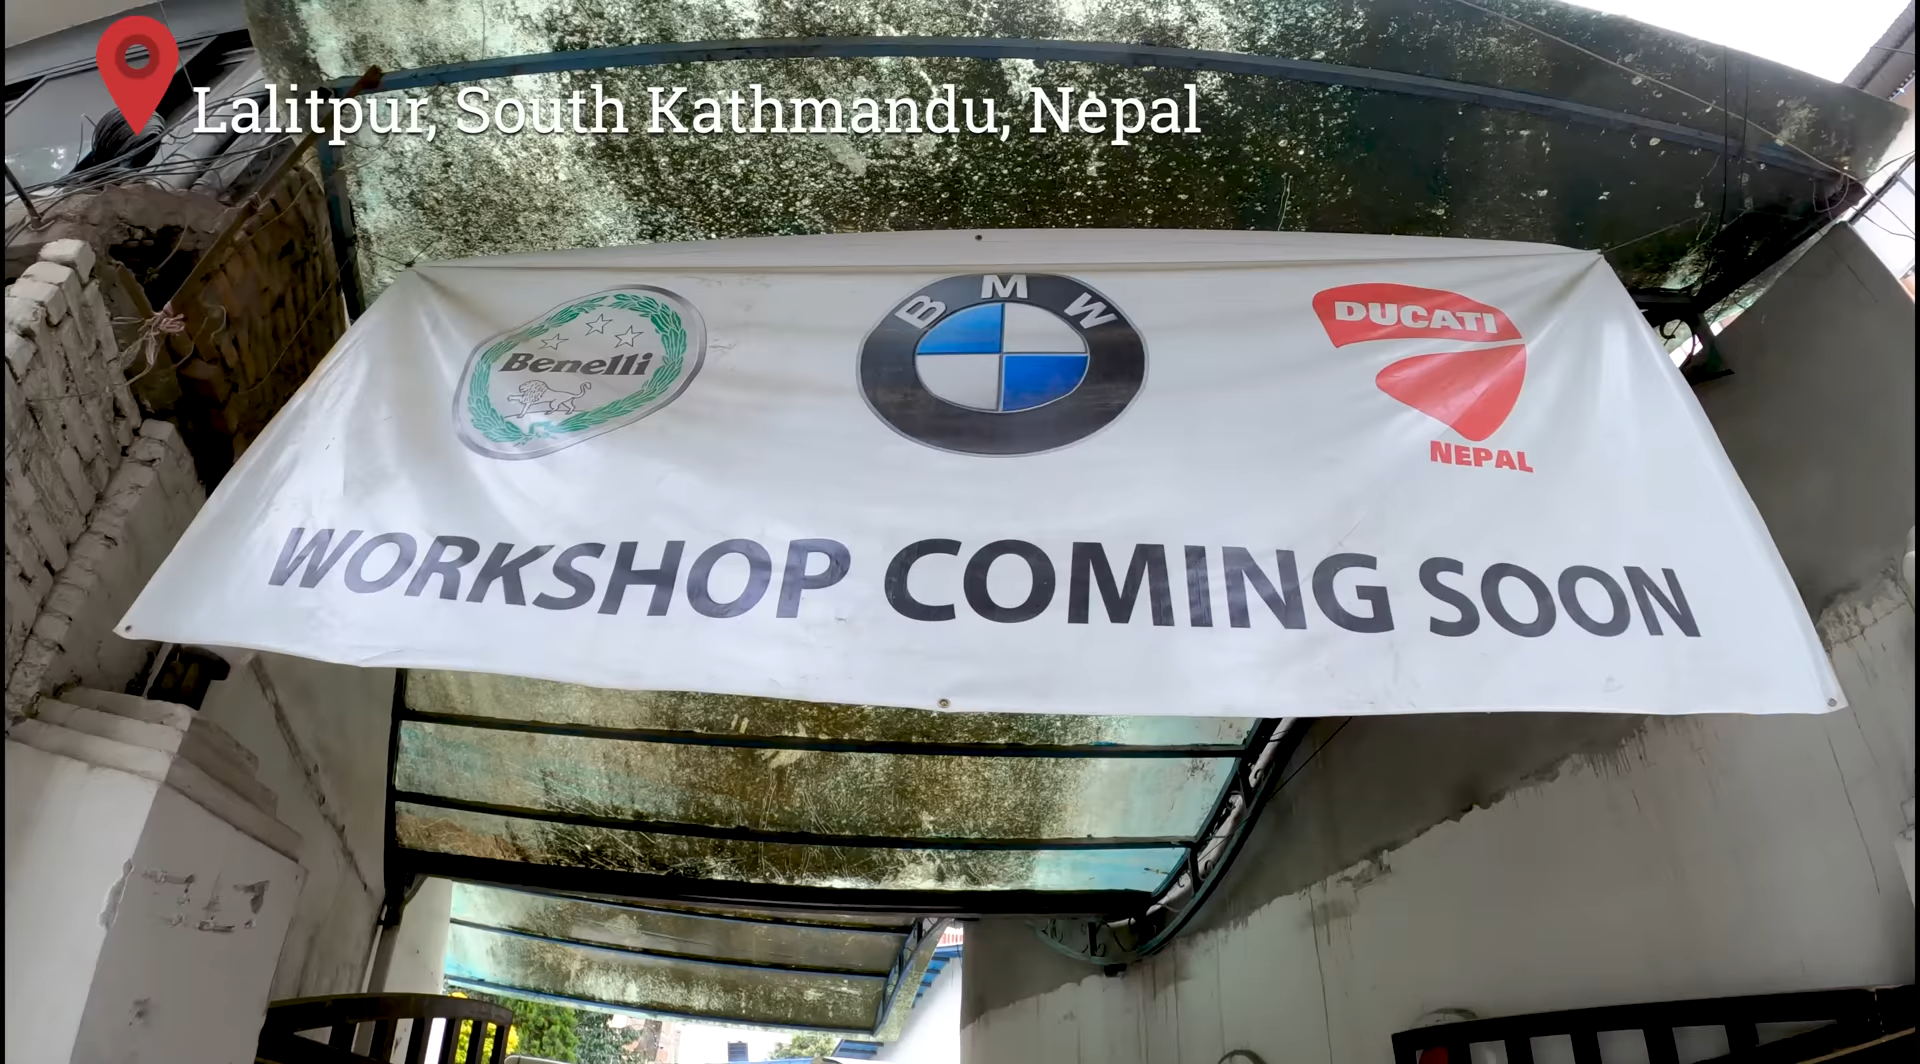 Lalitpur, South Kathmandu, Nepal
Benelli
BMW
DUCATI
NEPAL
WORKSHOP COMING SOON